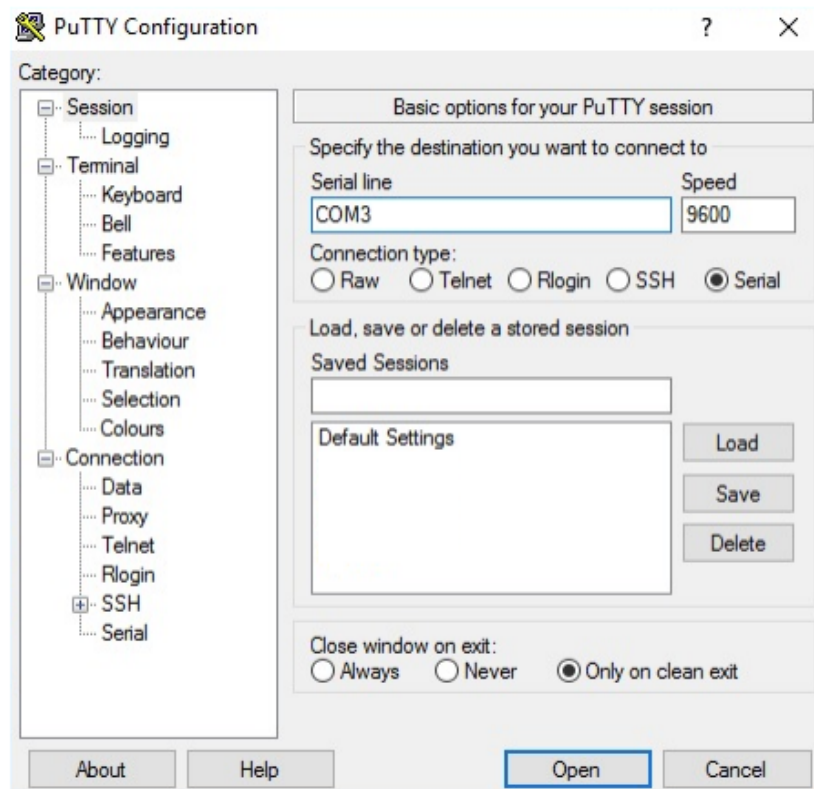 PuTTY Configuration
?
Category:
Session
Logging
Terminal
Keyboard
Bell
Features
Window
Appearance
Behaviour
Translation
Selection
Colours
Connection
Data
Proxy
Telnet
Rlogin
SSH
Serial
Basic options for your PuTTY session
Specify the destination you want to connect to
Serial line Speed
COM3 9600
Connection type:
Raw Telnet Rlogin SSH Serial
Load, save or delete a stored session
Saved Sessions
Default Settings
Load
Save
Delete
Close window on exit:
Always Never Only on clean exit
About Help Open Cancel